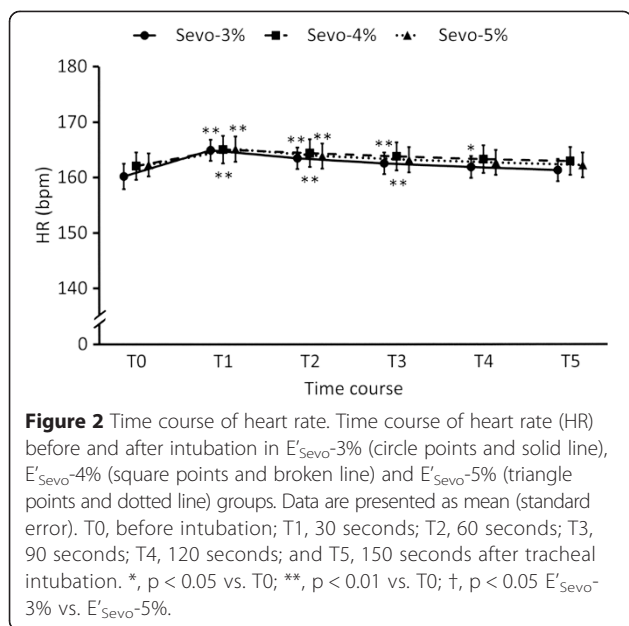 Sevo-3% Sevo-4% Sevo-5%
180
170
160
150
140
0
HR (bpm)
** **
**
** **
**
**
**
*
T0 T1 T2 T3 T4 T5
Time course
Figure 2 Time course of heart rate. Time course of heart rate (HR)
before and after intubation in E'Sevo-3% (circle points and solid line),
E'Sevo-4% (square points and broken line) and E'Sevo-5% (triangle
points and dotted line) groups. Data are presented as mean (standard
error). T0, before intubation; T1, 30 seconds; T2, 60 seconds; T3,
90 seconds; T4, 120 seconds; and T5, 150 seconds after tracheal
intubation. *, p < 0.05 vs. T0; **, p < 0.01 vs. T0; †, p < 0.05 E'Sevo-
3% vs. E'Sevo-5%.